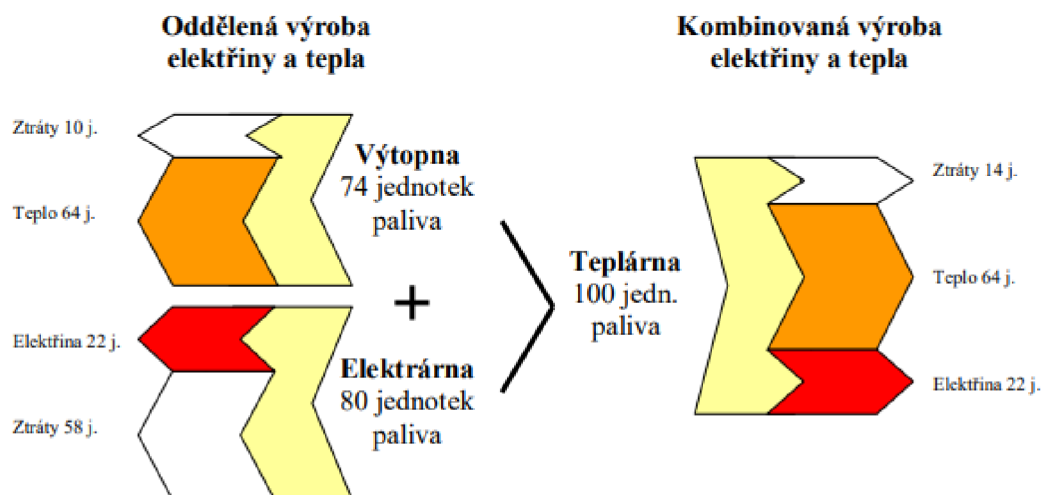 Oddělená výroba
elektřiny a tepla
Kombinovaná výroba
elektřiny a tepla
Ztráty 10 j.
Teplo 64 j.
Výtopna
74 jednotek
paliva
+
Elektřina 22 j.
Ztráty 58 j.
Elektrárna
80 jednotek
paliva
Teplárna
100 jedn.
paliva
Ztráty 14 j.
Teplo 64 j.
Elektřina 22 j.